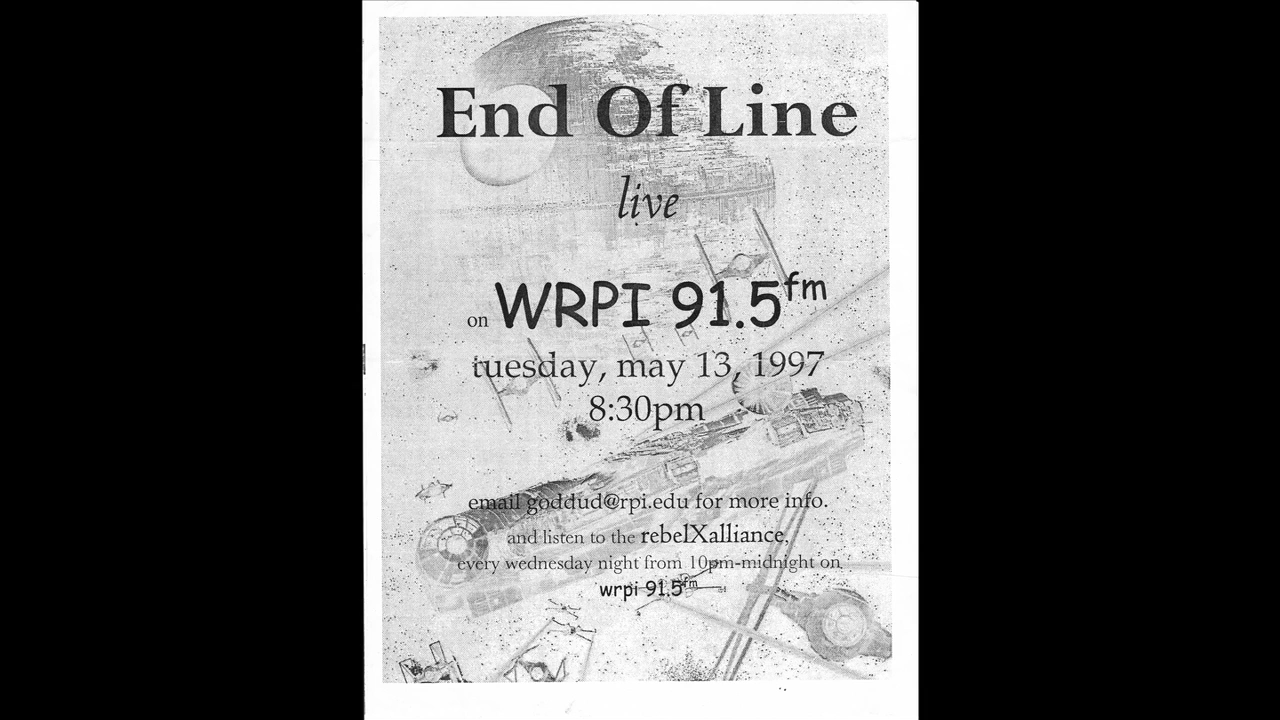 End Of Line
live
on WRPI 91.5fm
tuesday, may 13, 1997
8:30pm
email goddud@rpi.edu for more info.
and listen to the rebelXalliance,
every wednesday night from 10pm-midnight on
wrpi 91.5fm